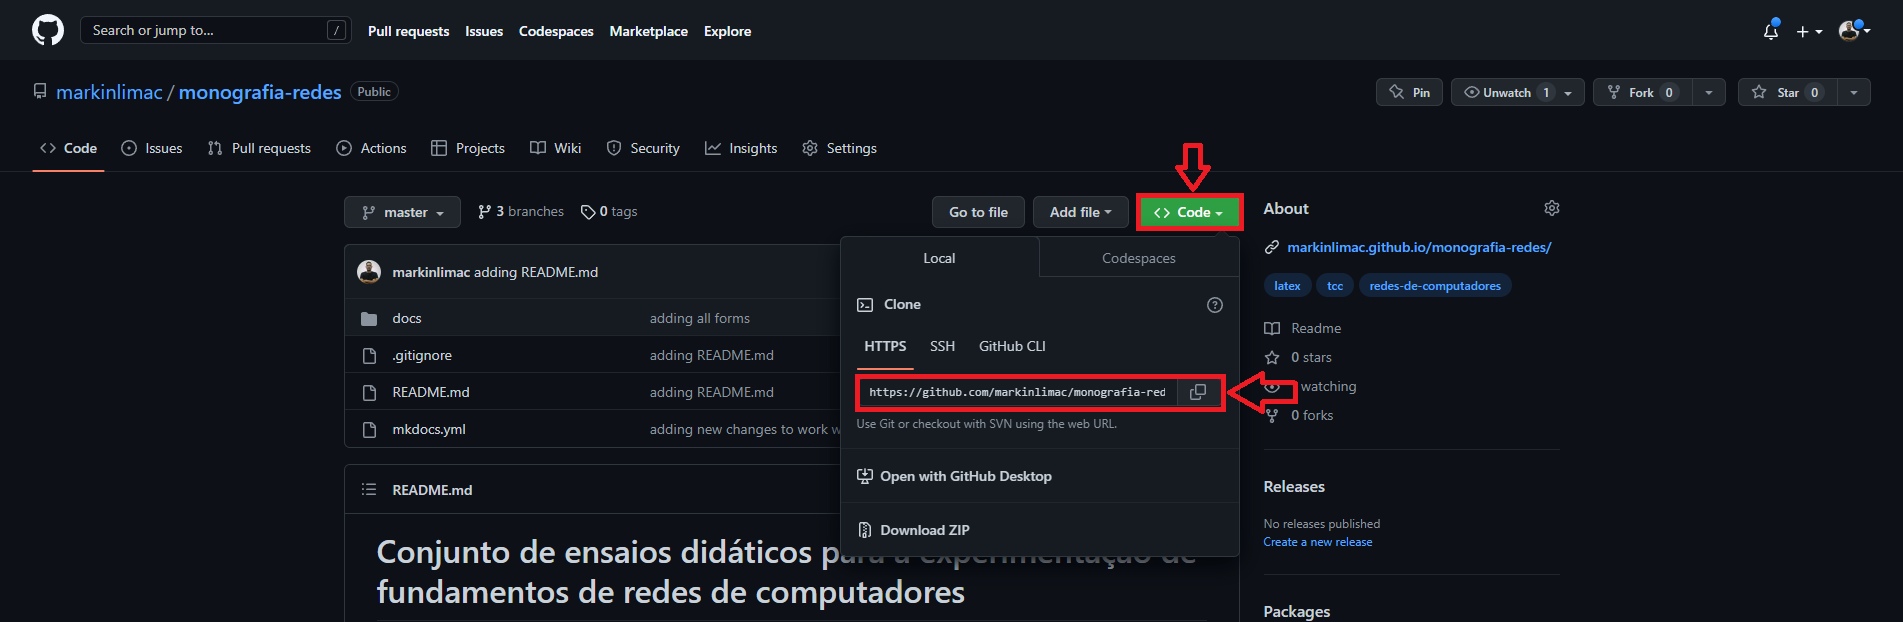 Search or jump to... /
Pull requests Issues Codespaces Marketplace Explore
markinlimac / monografia-redes Public
Pin Unwatch 1 Fork 0 Star 0
Code Issues Pull requests Actions Projects Wiki Security Insights Settings
master 3 branches 0 tags Go to file Add file <> Code
markinlimac adding README.md
docs adding all forms
.gitignore adding README.md
README.md adding README.md
mkdocs.yml adding new changes to work w
Local Codespaces
Clone
HTTPS SSH GitHub CLI
https://github.com/markinlimac/monografia-red
Use Git or checkout with SVN using the web URL.
Open with GitHub Desktop
Download ZIP
README.md
Conjunto de ensaios didáticos para a experimentação de
fundamentos de redes de computadores
About
markinlimac.github.io/monografia-redes/
latex tcc redes-de-computadores
Readme
0 stars
watching
0 forks
Releases
No releases published
Create a new release
Packages